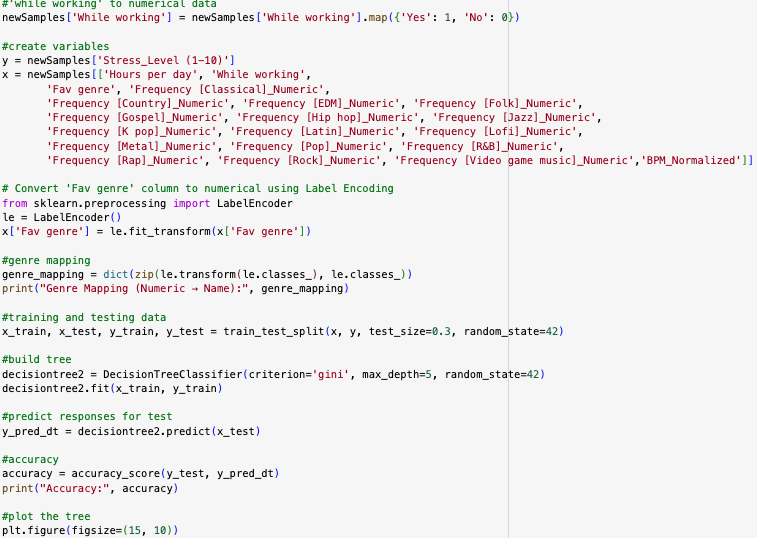 #'while working' to numerical data
newSamples['While working'] = newSamples['While working'].map({'Yes': 1, 'No': 0})
#create variables
y = newSamples['Stress_Level (1-10)']
x = newSamples[['Hours per day', 'While working',
'Fav genre', 'Frequency [Classical]_Numeric',
'Frequency [Country]_Numeric', 'Frequency [EDM]_Numeric', 'Frequency [Folk]_Numeric',
'Frequency [Gospel]_Numeric', 'Frequency [Hip hop]_Numeric', 'Frequency [Jazz]_Numeric',
'Frequency [K pop]_Numeric', 'Frequency [Latin]_Numeric', 'Frequency [Lofi]_Numeric',
'Frequency [Metal]_Numeric', 'Frequency [Pop]_Numeric', 'Frequency [R&B]_Numeric',
'Frequency [Rap]_Numeric', 'Frequency [Rock]_Numeric', 'Frequency [Video game music]_Numeric','BPM_Normalized']]
# Convert 'Fav genre' column to numerical using Label Encoding
from sklearn.preprocessing import LabelEncoder
le = LabelEncoder()
x['Fav genre'] = le.fit_transform(x['Fav genre'])
#genre mapping
genre_mapping = dict(zip(le.transform(le.classes_), le.classes_))
print("Genre Mapping (Numeric → Name):", genre_mapping)
#training and testing data
x_train, x_test, y_train, y_test = train_test_split(x, y, test_size=0.3, random_state=42)
#build tree
decisiontree2 = DecisionTreeClassifier(criterion='gini', max_depth=5, random_state=42)
decisiontree2.fit(x_train, y_train)
#predict responses for test
y_pred_dt = decisiontree2.predict(x_test)
#accuracy
accuracy = accuracy_score(y_test, y_pred_dt)
print("Accuracy:", accuracy)
#plot the tree
plt.figure(figsize=(15, 10))